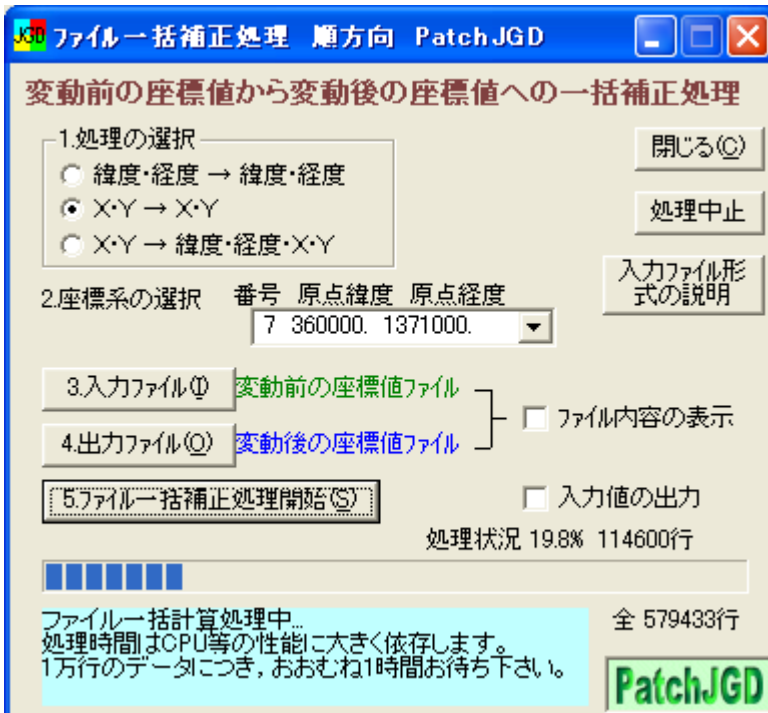 JGD ファイル一括補正処理 順方向 PatchJGD
変動前の座標値から変動後の座標値への一括補正処理
1.処理の選択
緯度・経度 → 緯度・経度
X・Y → X・Y
X・Y → 緯度・経度・X・Y
閉じる(C)
処理中止
入力ファイル形
式の説明
2.座標系の選択 番号 原点緯度 原点経度
7 360000. 1371000.
3.入力ファイル(I) 変動前の座標値ファイル
4.出力ファイル(O) 変動後の座標値ファイル
ファイル内容の表示
5.ファイル一括補正処理開始(S)
入力値の出力
処理状況 19.8% 114600行
ファイル一括計算処理中...
処理時間はCPU等の性能に大きく依存します。
1万行のデータにつき,おおむね1時間お待ち下さい。
全 579433行
PatchJGD